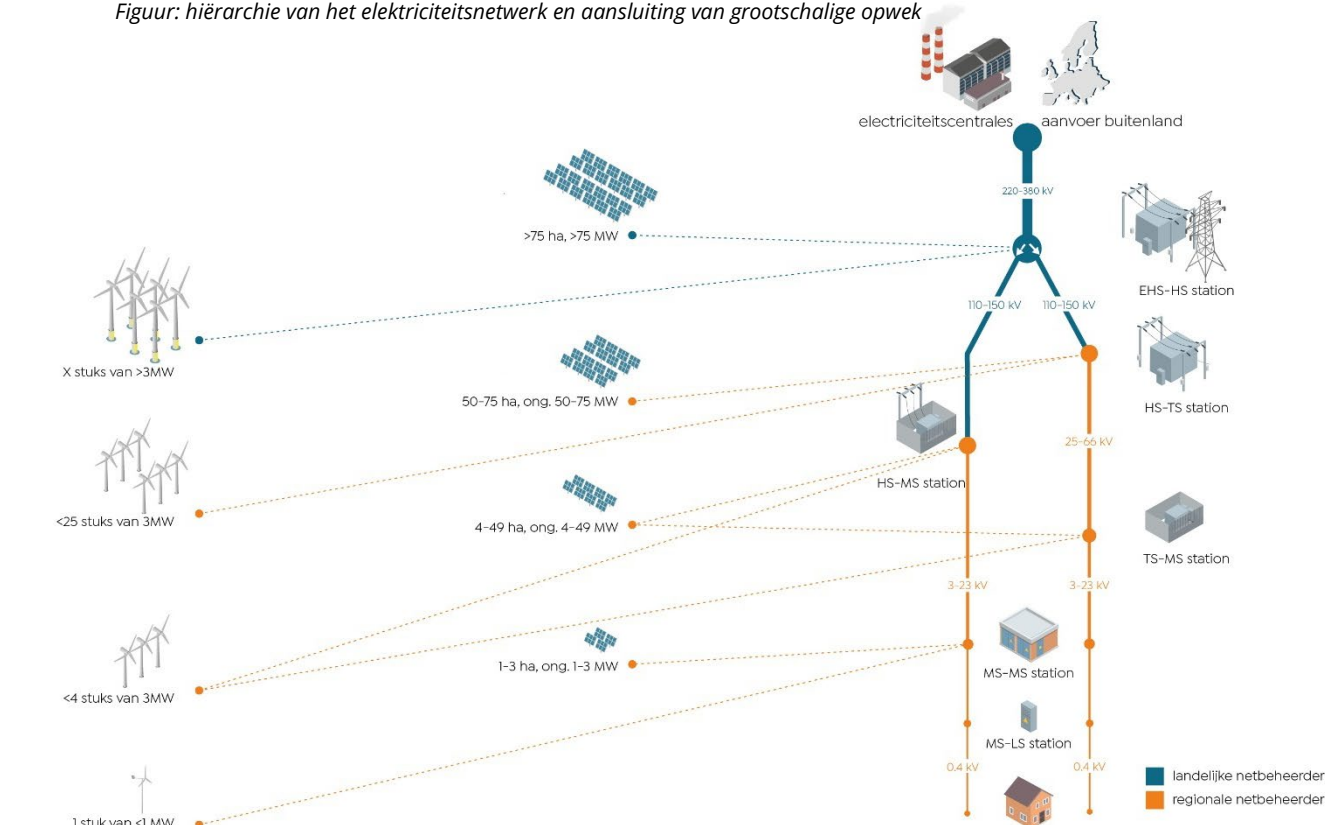 Figuur: hiërarchie van het elektriciteitsnetwerk en aansluiting van grootschalige opwek
electriciteitscentrales
aanvoer buitenland
220-380 kV
>75 ha, >75 MW
EHS-HS station
110-150 kV
110-150 kV
X stuks van >3MW
50-75 ha, ong. 50-75 MW
HS-TS station
25-66 kV
HS-MS station
<25 stuks van 3MW
4-49 ha, ong. 4-49 MW
TS-MS station
3-23 kV
3-23 kV
1-3 ha, ong. 1-3 MW
MS-MS station
<4 stuks van 3MW
MS-LS station
0.4 kV
0.4 kV
landelijke netbeheerder
regionale netbeheerder
1 stuk van <1 MW